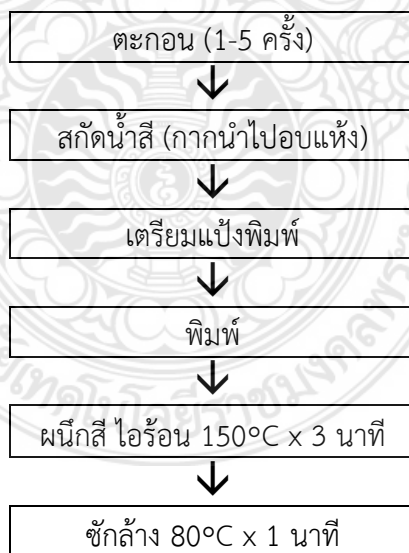 ตะกอน (1-5 ครั้ง)
สกัดน้ำสี (กากนำไปอบแห้ง)
เตรียมแป้งพิมพ์
พิมพ์
ผนึกสี ไอร้อน 150°C x 3 นาที
ซักล้าง 80°C x 1 นาที